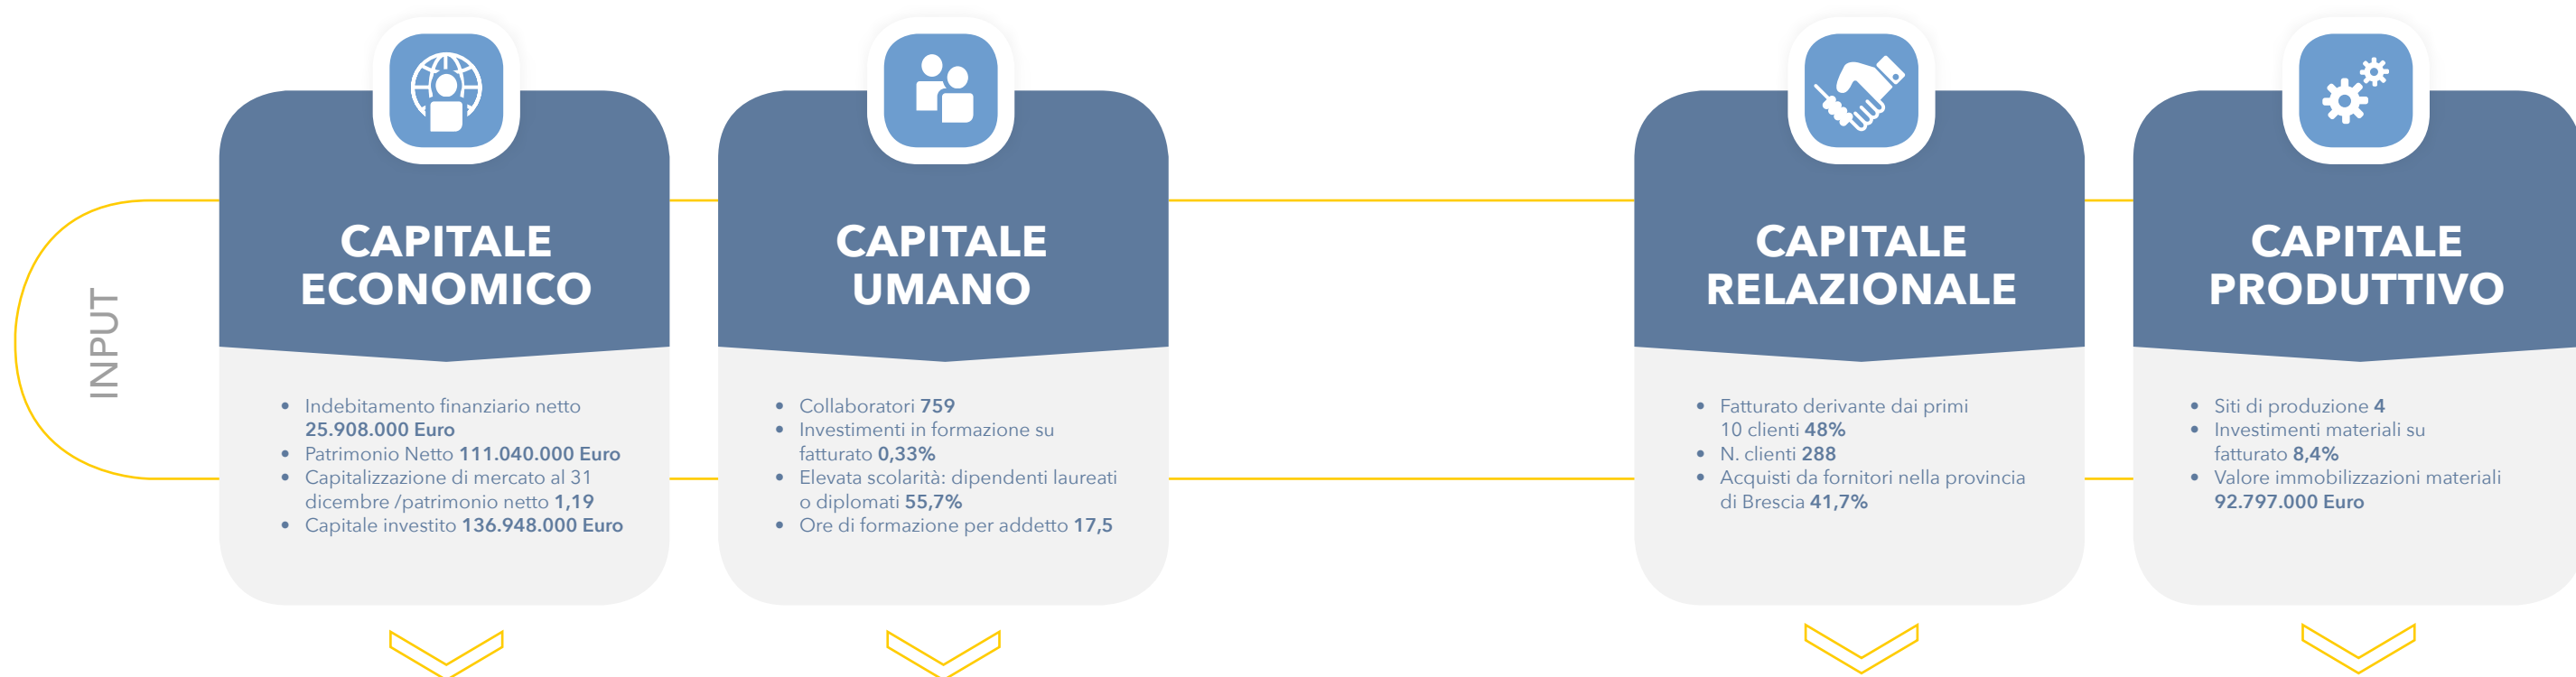 INPUT
CAPITALE
ECONOMICO
• Indebitamento finanziario netto
25.908.000 Euro
• Patrimonio Netto 111.040.000 Euro
• Capitalizzazione di mercato al 31
dicembre /patrimonio netto 1,19
• Capitale investito 136.948.000 Euro
CAPITALE
UMANO
• Collaboratori 759
• Investimenti in formazione su
fatturato 0,33%
• Elevata scolarità: dipendenti laureati
o diplomati 55,7%
• Ore di formazione per addetto 17,5
CAPITALE
RELAZIONALE
• Fatturato derivante dai primi
10 clienti 48%
• N. clienti 288
• Acquisti da fornitori nella provincia
di Brescia 41,7%
CAPITALE
PRODUTTIVO
• Siti di produzione 4
• Investimenti materiali su
fatturato 8,4%
• Valore immobilizzazioni materiali
92.797.000 Euro